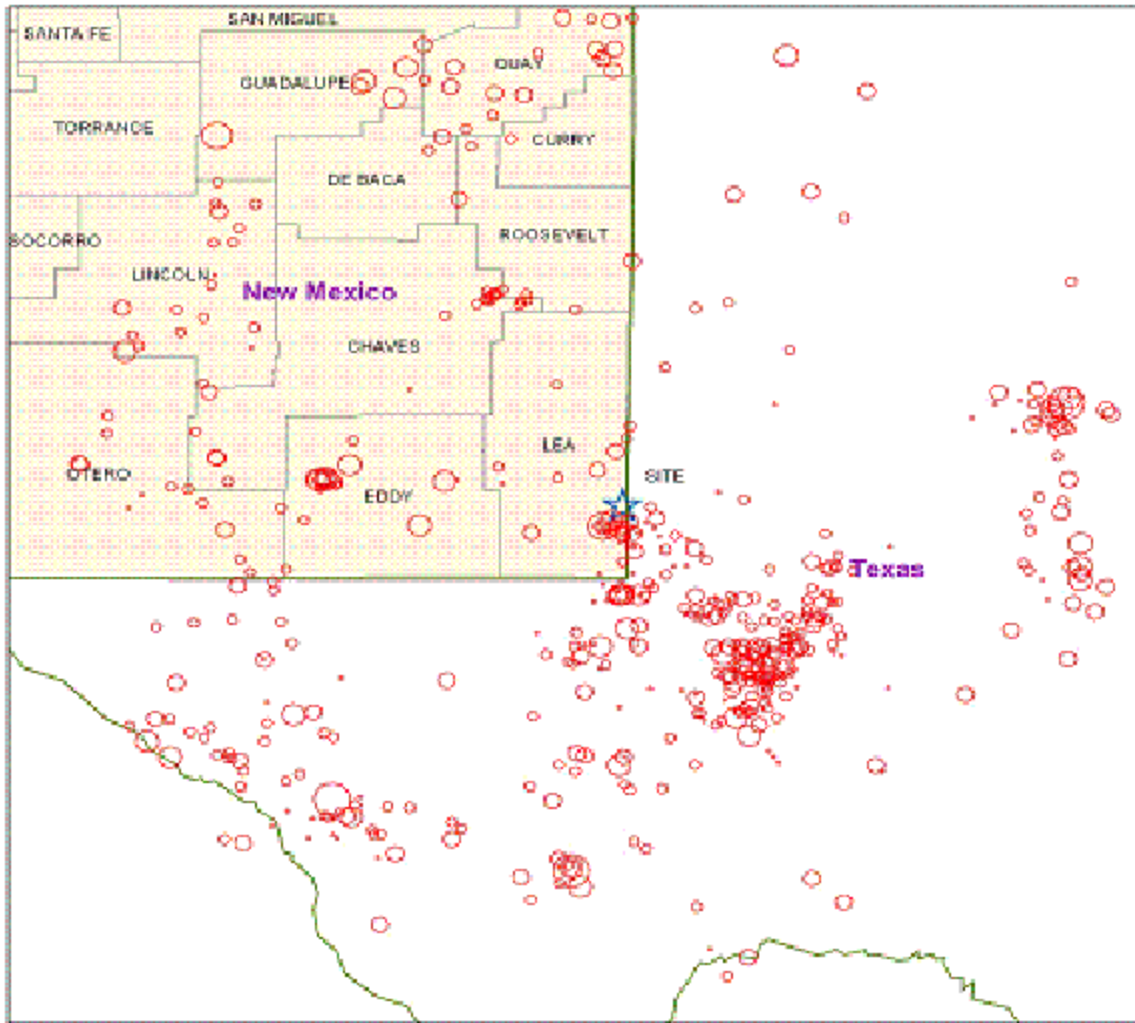 SAN MIGUEL
SANTA FE
QUAY
GUADALUPE
TORRANCE
CURRY
DE BACA
ROOSEVELT
SOCORRO
LINCOLN
New Mexico
CHAVES
LEA
OTERO
SITE
EDDY
Texas